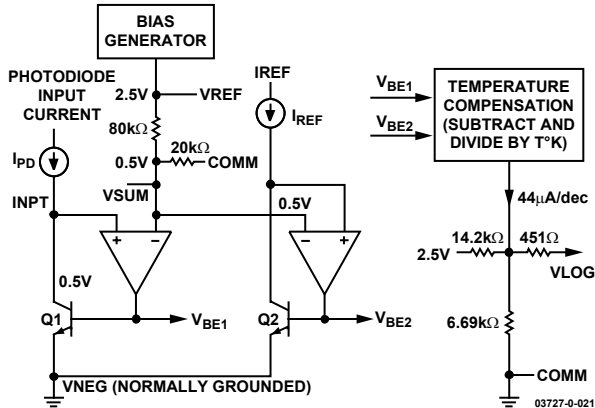 BIAS
GENERATOR
PHOTODIODE
INPUT
CURRENT
2.5V
VREF
IREF
80kΩ
20kΩ
0.5V
COMM
IPD
IREF
VSUM
INPT
0.5V
+
–
–
+
0.5V
Q1
VBE1
Q2
VBE2
VNEG (NORMALLY GROUNDED)
VBE1
VBE2
TEMPERATURE
COMPENSATION
(SUBTRACT AND
DIVIDE BY T°K)
44μA/dec
14.2kΩ
451Ω
2.5V
VLOG
6.69kΩ
COMM
03727-0-021